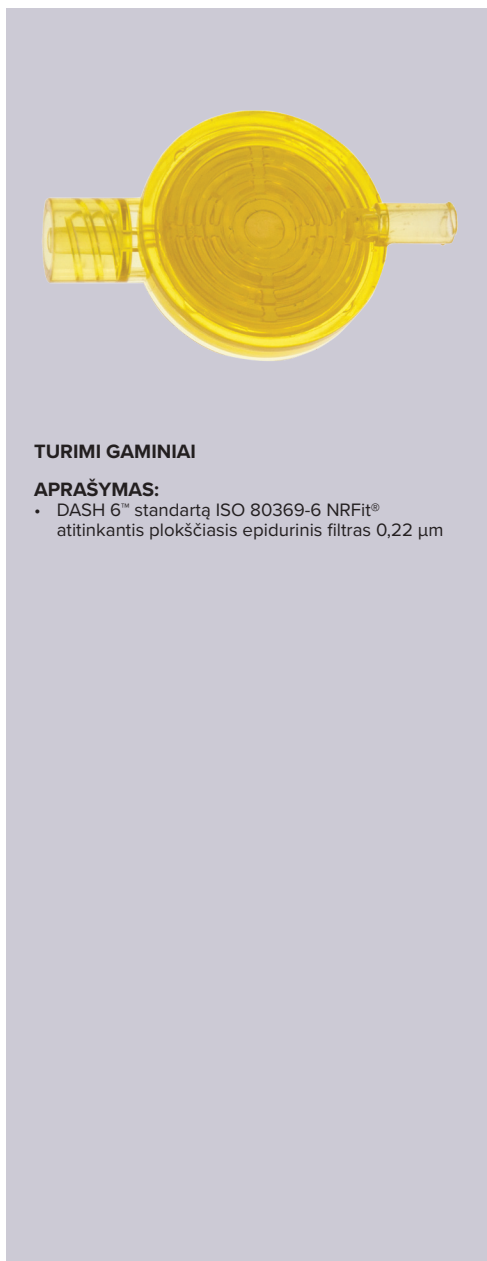 TURIMI GAMINIAI
APRAŠYMAS:
• DASH 6™ standartą ISO 80369-6 NRFit®
atitinkantis plokščiasis epidurinis filtras 0,22 µm